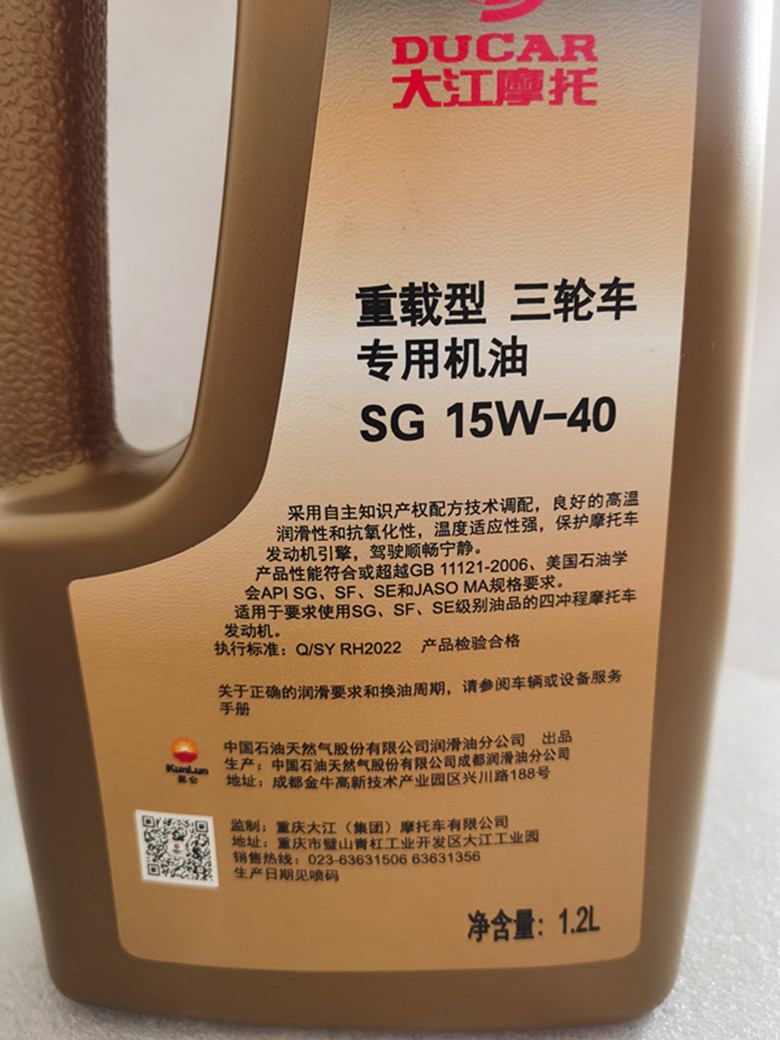 DUCAR
大江摩托
重载型 三轮车
专用机油
SG 15W-40
采用自主知识产权配方技术调配，良好的高温
润滑性和抗氧化性，温度适应性强，保护摩托车
发动机引擎，驾驶顺畅宁静。
产品性能符合或超越GB 11121-2006、美国石油学
会API SG、SF、SE和JASO MA规格要求。
适用于要求使用SG、SF、SE级别油品的四冲程摩托车
发动机。
执行标准：Q/SY RH2022 产品检验合格
关于正确的润滑要求和换油周期，请参阅车辆或设备服务
手册
KunLun
昆仑
中国石油天然气股份有限公司润滑油分公司 出品
生产：中国石油天然气股份有限公司成都润滑油分公司
地址：成都金牛高新技术产业园区兴川路188号
监制：重庆大江（集团）摩托车有限公司
地址：重庆市璧山青杠工业开发区大江工业园
销售热线：023-63631506 63631356
生产日期见喷码
净含量：1.2L